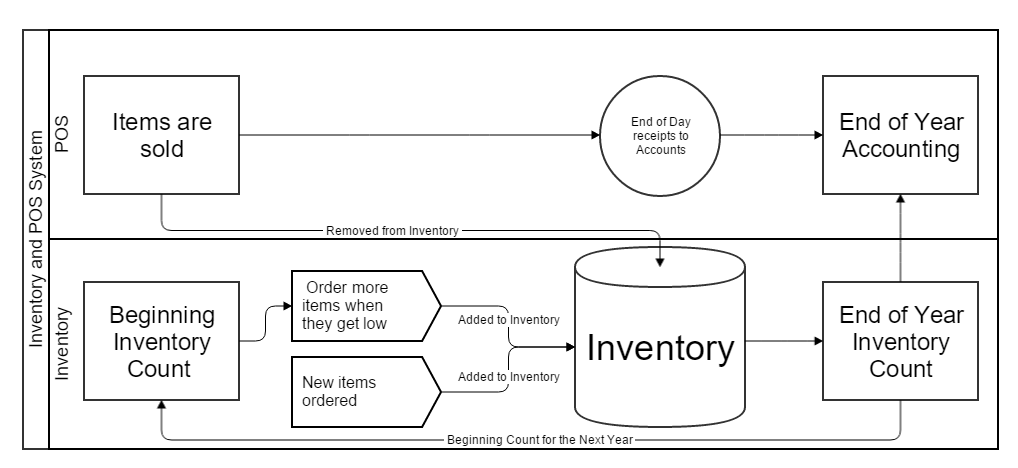 Inventory and POS System
POS
Items are
sold
End of Day
receipts to
Accounts
End of Year
Accounting
Removed from Inventory
Inventory
Beginning
Inventory
Count
Order more
items when
they get low
Added to Inventory
New items
ordered
Added to Inventory
Inventory
End of Year
Inventory
Count
Beginning Count for the Next Year